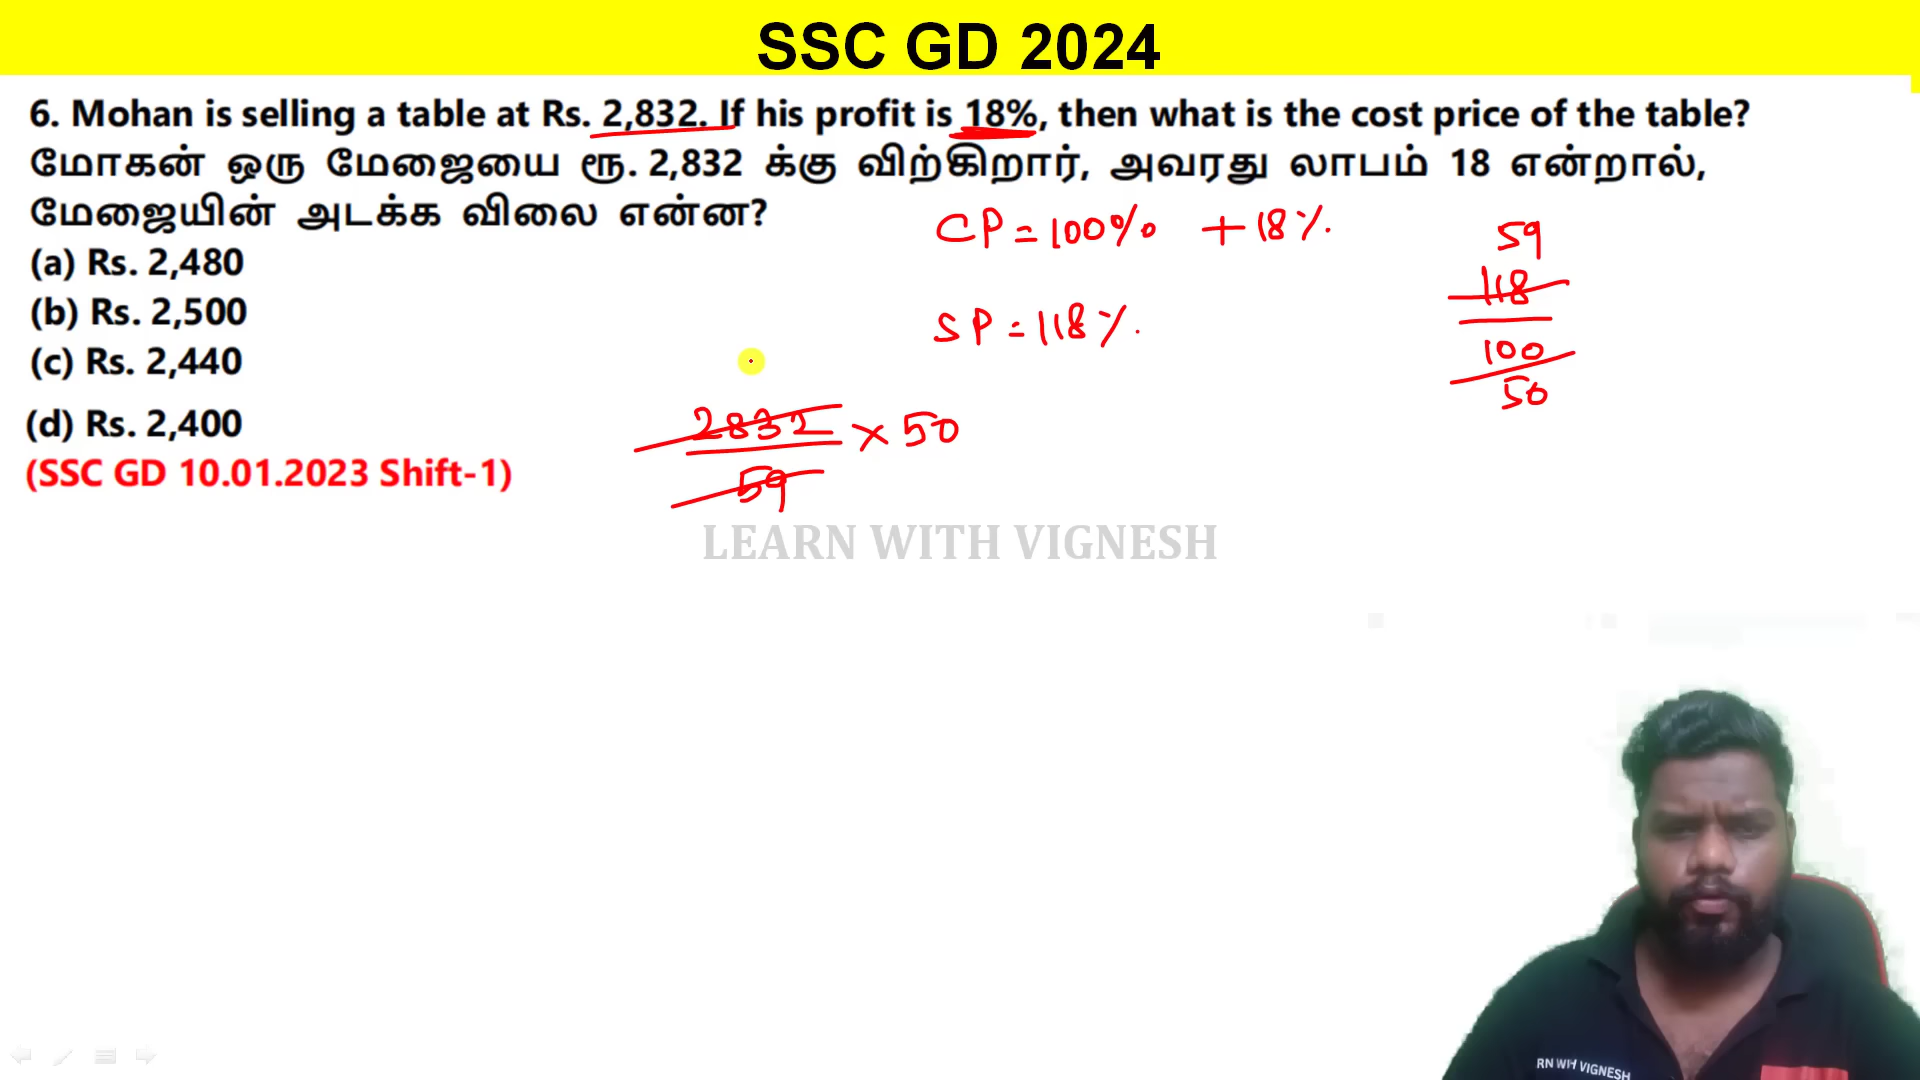 SSC GD 2024
6. Mohan is selling a table at Rs. 2,832. If his profit is 18%, then what is the cost price of the table?
மோகன் ஒரு மேஜையை ரூ. 2,832 க்கு விற்கிறார், அவரது லாபம் 18 என்றால்,
மேஜையின் அடக்க விலை என்ன?
(a) Rs. 2,480
(b) Rs. 2,500
(c) Rs. 2,440
(d) Rs. 2,400
(SSC GD 10.01.2023 Shift-1)
CP = 100% + 18%.
SP = 118%.
59
118
100
50
2832 × 50
59
LEARN WITH VIGNESH
RN WITH VIGNESH